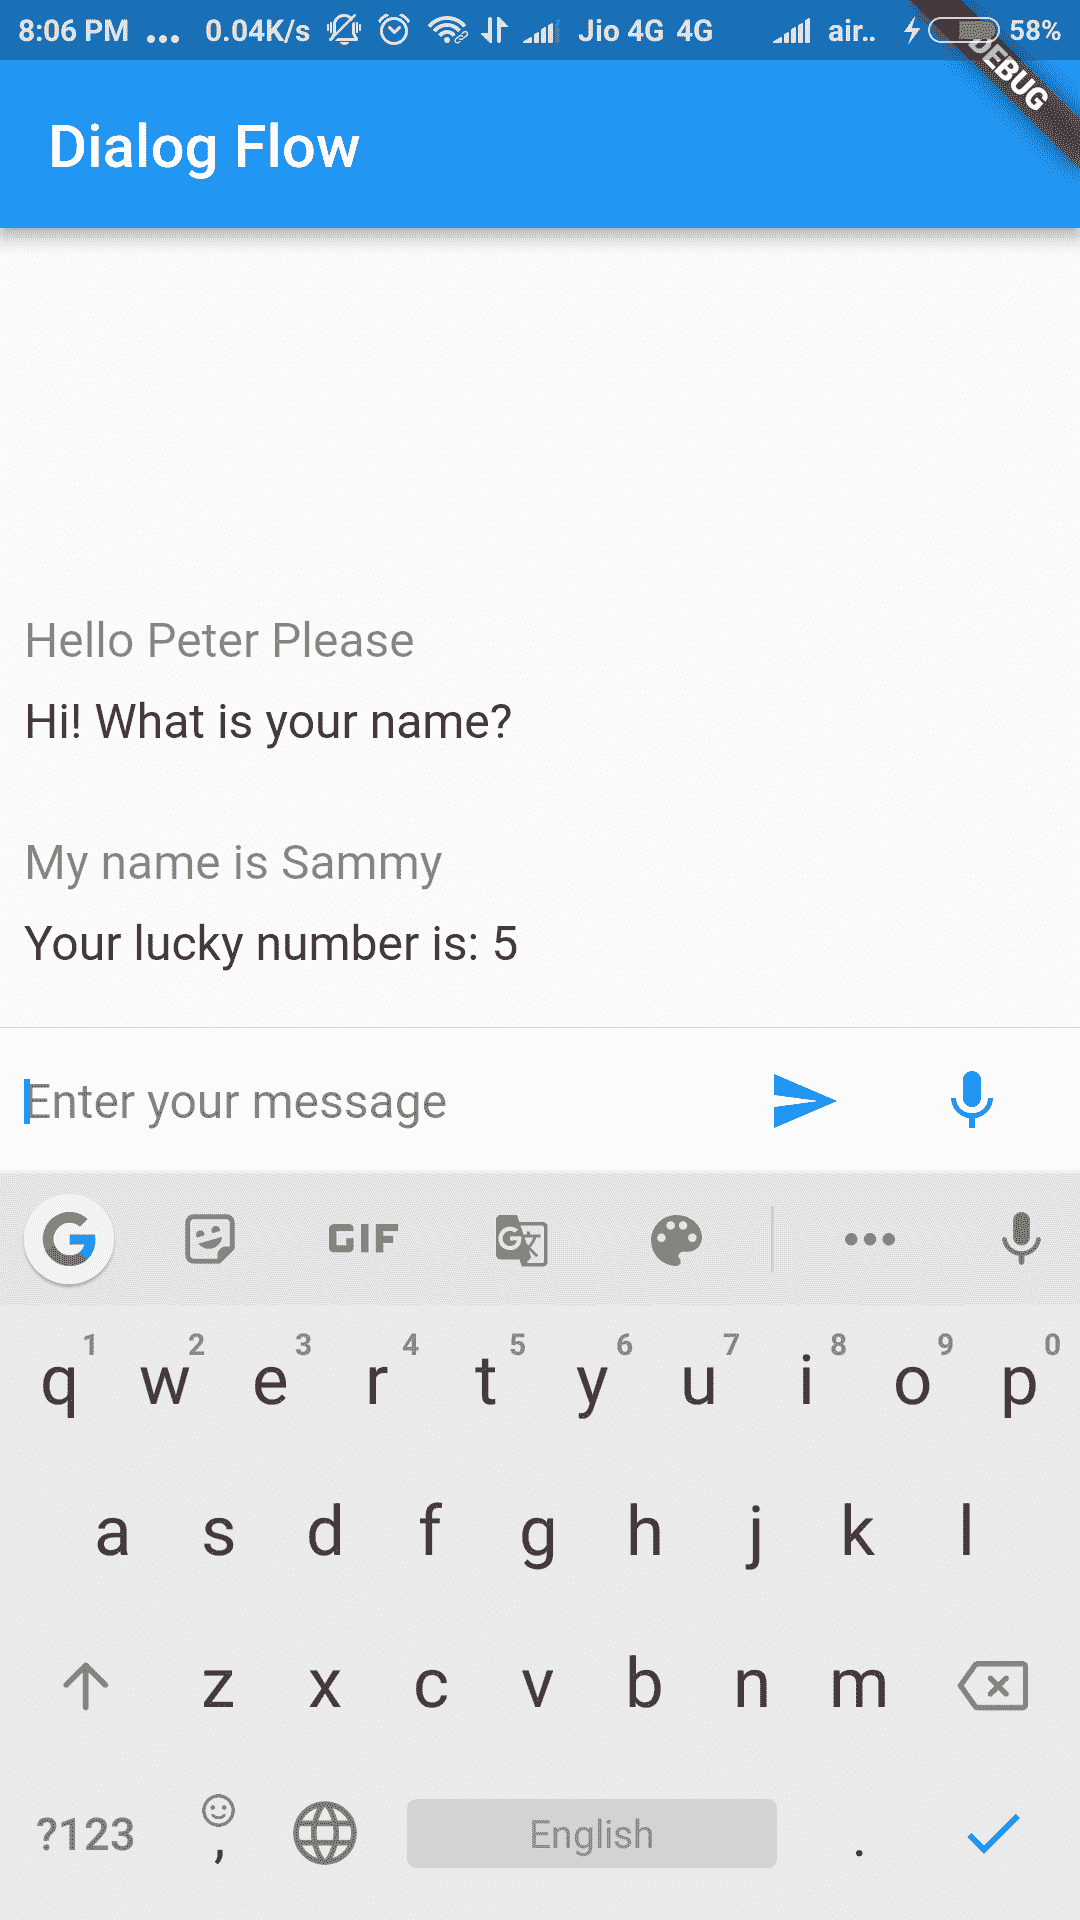 8:06 PM ... 0.04K/s Jio 4G 4G air.. 58%
DEBUG
Dialog Flow
Hello Peter Please
Hi! What is your name?
My name is Sammy
Your lucky number is: 5
Enter your message
G GIF G文 ...
1 2 3 4 5 6 7 8 9 0
q w e r t y u i o p
a s d f g h j k l
z x c v b n m
?123 , English .